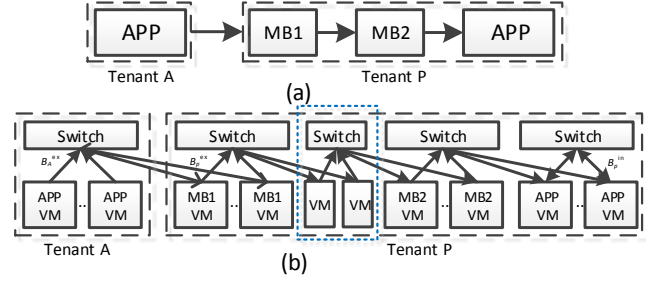 APP
MB1
MB2
APP
Tenant A
Tenant P
(a)
Switch
Switch
Switch
Switch
Switch
B_A^ex
B_P^ex
B_P^in
APP VM
..
APP VM
MB1 VM
..
MB1 VM
VM
VM
MB2 VM
..
MB2 VM
APP VM
..
APP VM
Tenant A
Tenant P
(b)